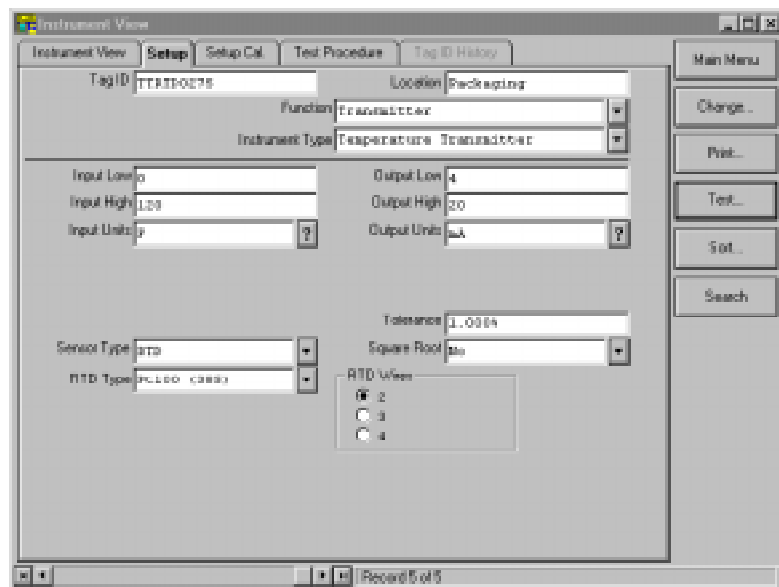 Instrument View
Instrument View Setup Setup Cal. Test Procedure Tag ID History
Tag ID
Location Packaging
Function Transmitter
Instrument Type Temperature Transmitter
Input Low 0 Output Low 4
Input High 120 Output High 20
Input Units F ? Output Units mA ?
Tolerance
Sensor Type RTD Square Root No
RTD Type
RTD Wires
2
3
4
Record 5 of 5
Main Menu
Change...
Print...
Test...
Sort...
Search